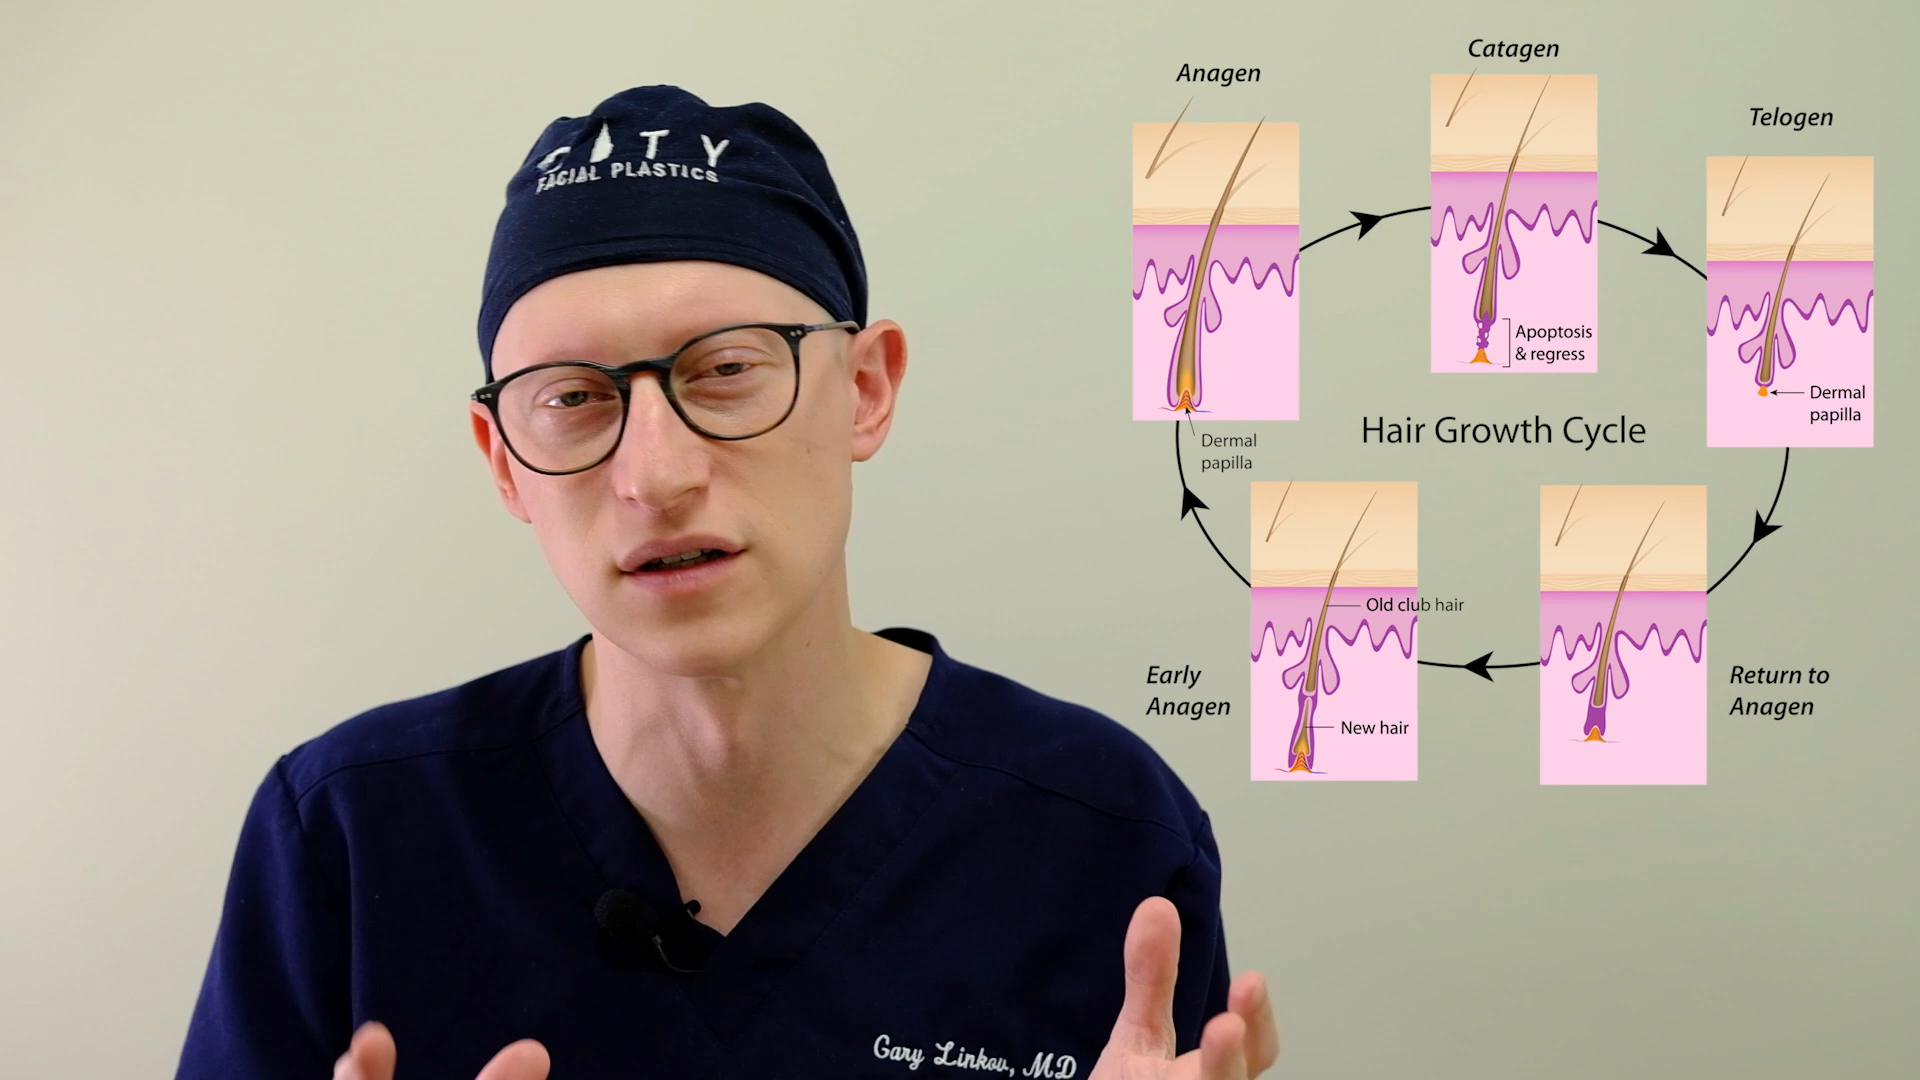 C I T Y
FACIAL PLASTICS
Gary Linkov, MD
Anagen
Catagen
Telogen
Apoptosis
& regress
Dermal
papilla
Hair Growth Cycle
Dermal
papilla
Old club hair
New hair
Early
Anagen
Return to
Anagen